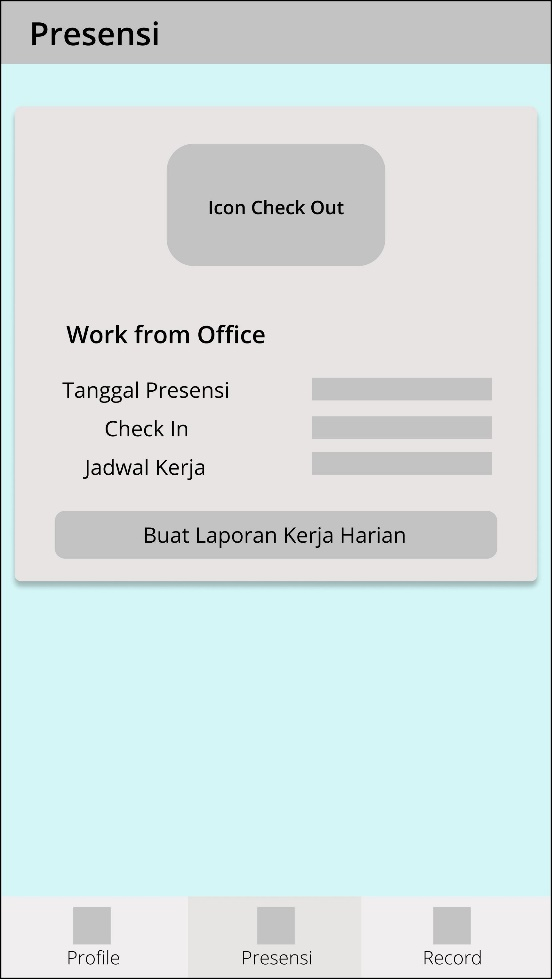 Presensi
Icon Check Out
Work from Office
Tanggal Presensi
Check In
Jadwal Kerja
Buat Laporan Kerja Harian
Profile
Presensi
Record